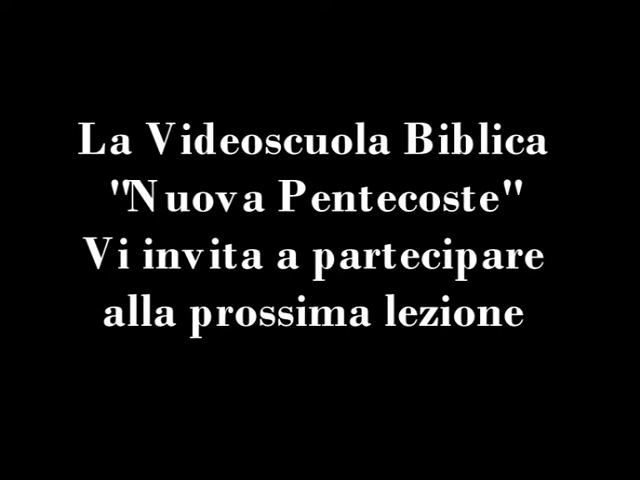 La Videoscuola Biblica
"Nuova Pentecoste"
Vi invita a partecipare
alla prossima lezione